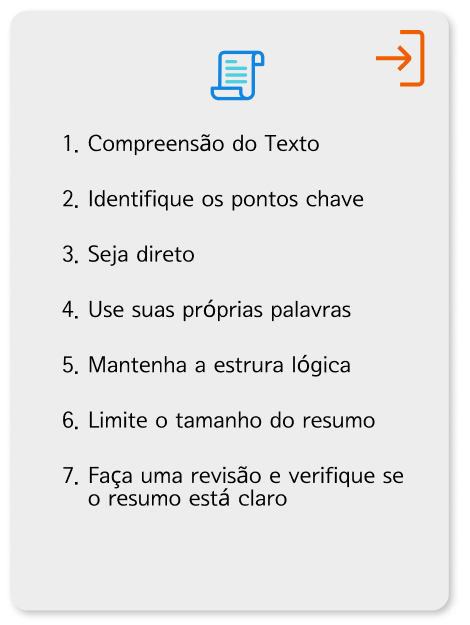 1. Compreensão do Texto
2. Identifique os pontos chave
3. Seja direto
4. Use suas próprias palavras
5. Mantenha a estrura lógica
6. Limite o tamanho do resumo
7. Faça uma revisão e verifique se
o resumo está claro